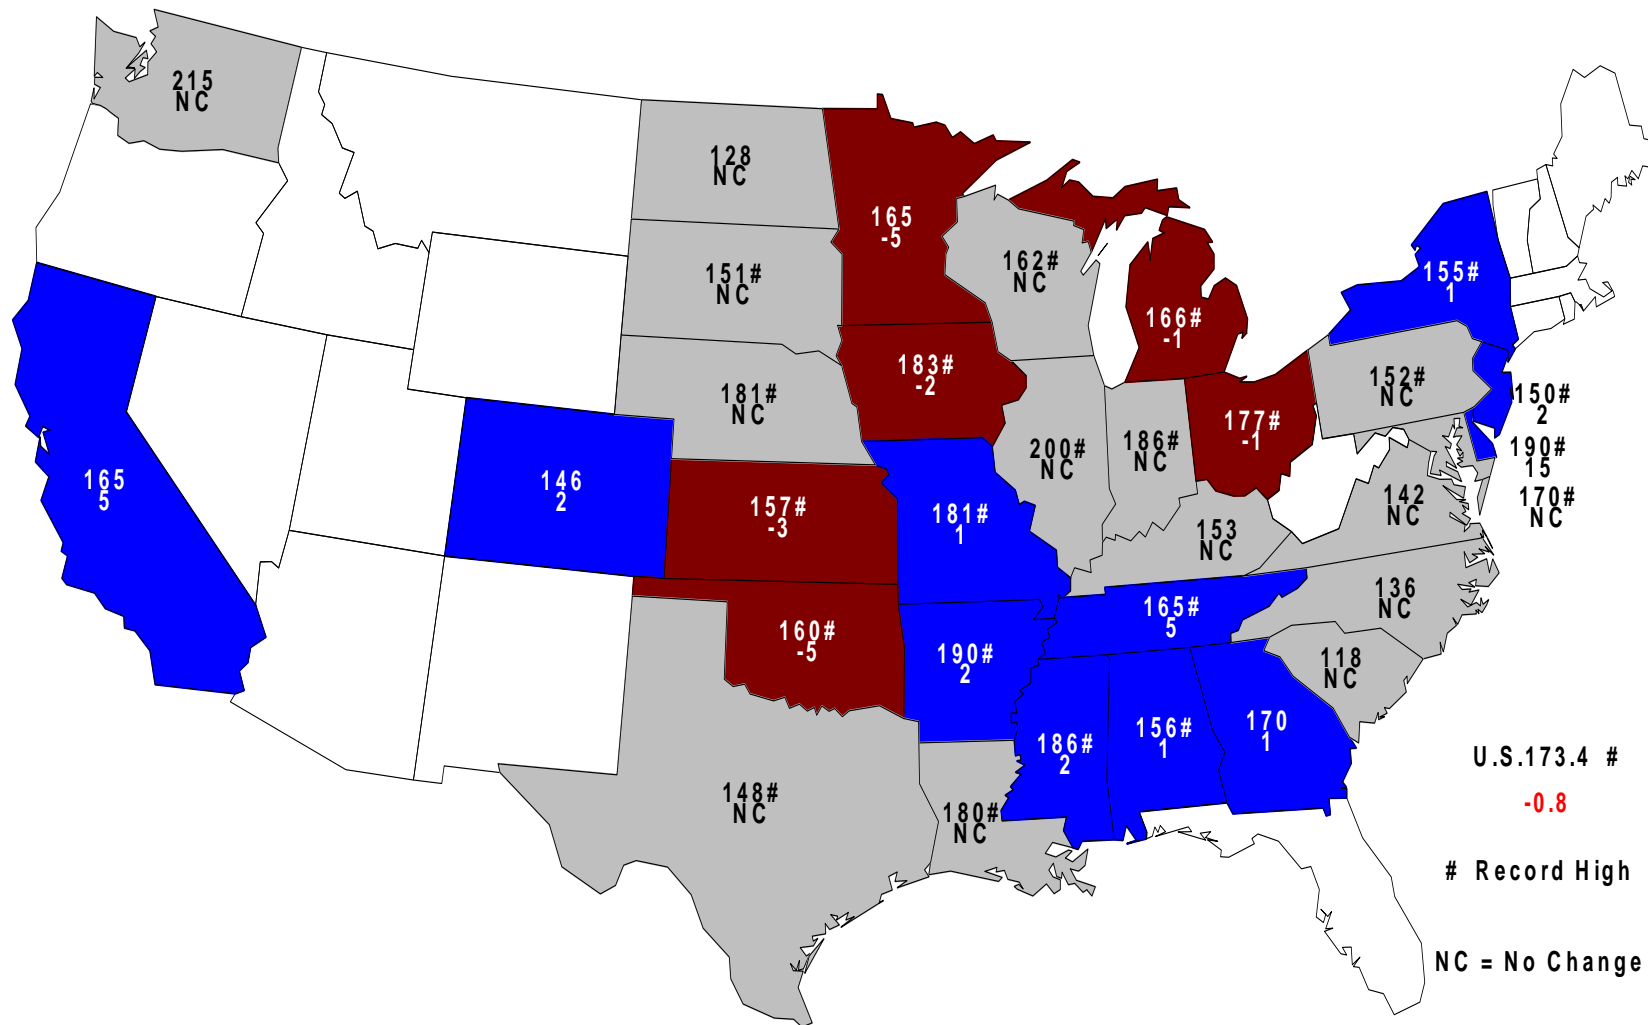 215
NC
128
NC
165
-5
162#
NC
151#
NC
155#
1
166#
-1
183#
-2
152#
NC
181#
NC
150#
2
177#
-1
200#
NC
186#
NC
190#
15
165
5
146
2
157#
-3
181#
1
142
NC
170#
NC
153
NC
136
NC
165#
5
160#
-5
190#
2
118
NC
186#
2
156#
1
170
1
148#
NC
180#
NC
U.S.173.4 #
-0.8
# Record High
NC = No Change